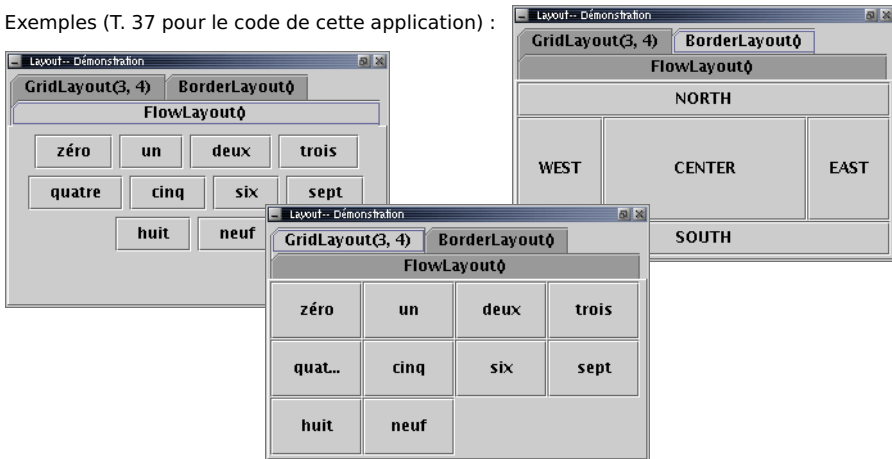 Exemples (T. 37 pour le code de cette application) :
Layout-- Démonstration
GridLayout(3, 4) BorderLayout()
FlowLayout()
zéro un deux trois
quatre cinq six sept
huit neuf
Layout-- Démonstration
GridLayout(3, 4) BorderLayout()
FlowLayout()
NORTH
WEST CENTER EAST
SOUTH
Layout-- Démonstration
GridLayout(3, 4) BorderLayout()
FlowLayout()
zéro un deux trois
quat... cinq six sept
huit neuf